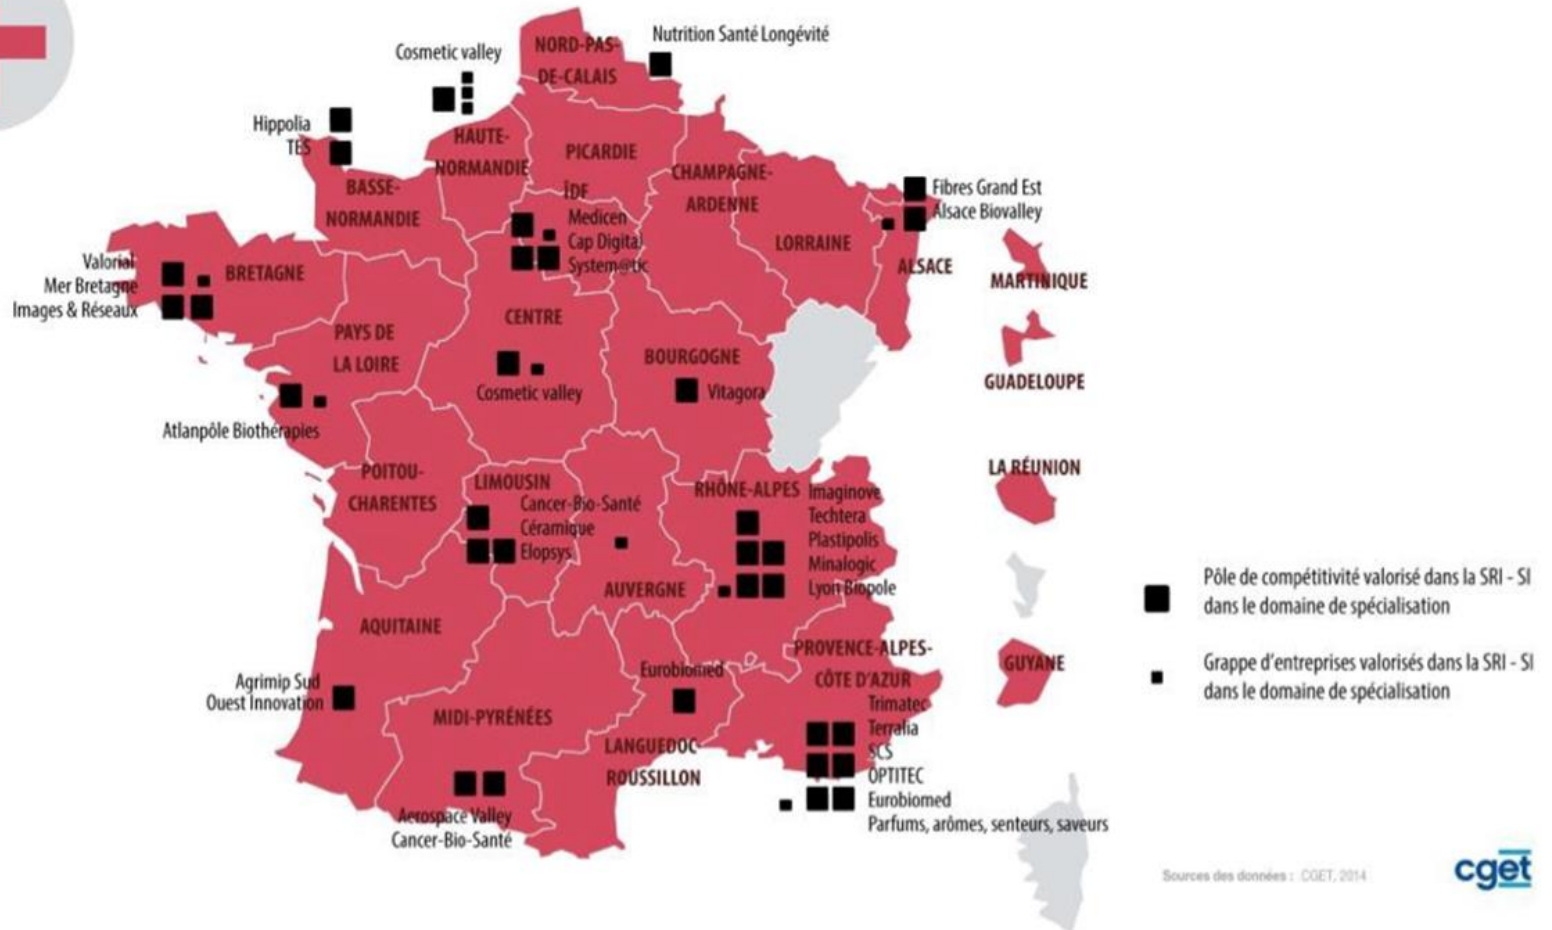 NORD-PAS-
DE-CALAIS
Nutrition Santé Longévité
Cosmetic valley
Hippolia
TES
HAUTE-
NORMANDIE
PICARDIE
BASSE-
NORMANDIE
CHAMPAGNE-
ARDENNE
ÎDF
Medicen
Cap Digital
System@tic
LORRAINE
Fibres Grand Est
Alsace Biovalley
ALSACE
Valorial
Mer Bretagne
Images & Réseaux
BRETAGNE
PAYS DE
LA LOIRE
Atlanpôle Biothérapies
CENTRE
Cosmetic valley
BOURGOGNE
Vitagora
MARTINIQUE
GUADELOUPE
LA RÉUNION
GUYANE
POITOU-
CHARENTES
LIMOUSIN
Cancer-Bio-Santé
Céramique
Elopsys
AUVERGNE
RHÔNE-ALPES
Imaginove
Techtera
Plastipolis
Minalogic
Lyon Biopole
AQUITAINE
Agrimip Sud
Ouest Innovation
MIDI-PYRÉNÉES
Aerospace Valley
Cancer-Bio-Santé
Eurobiomed
LANGUEDOC-
ROUSSILLON
PROVENCE-ALPES-
CÔTE D'AZUR
Trimatec
Terralia
SCS
OPTITEC
Eurobiomed
Parfums, arômes, senteurs, saveurs
Pôle de compétitivité valorisé dans la SRI - SI
dans le domaine de spécialisation
Grappe d'entreprises valorisés dans la SRI - SI
dans le domaine de spécialisation
Sources des données : CGET, 2014
cget